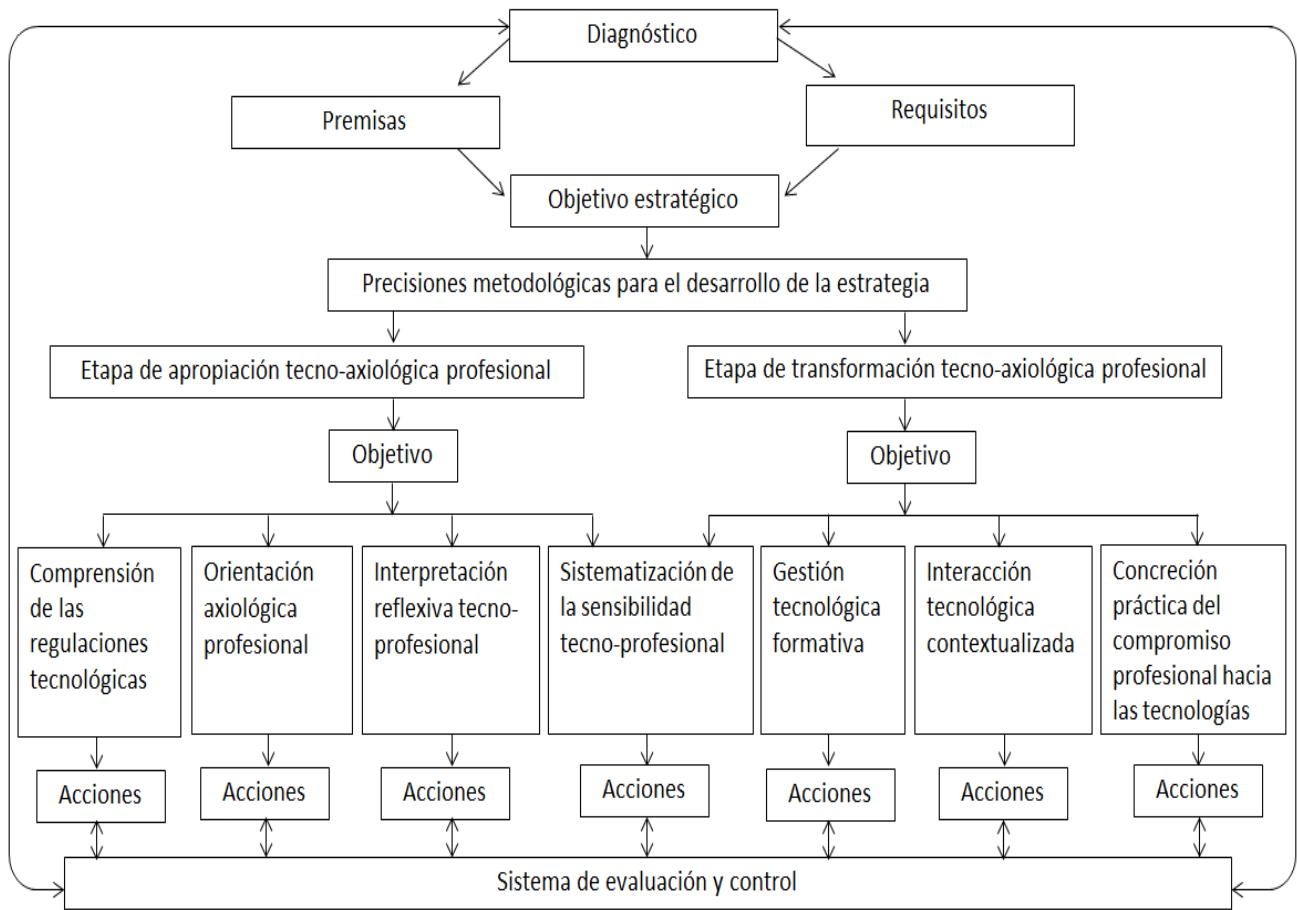 Diagnóstico
Premisas
Requisitos
Objetivo estratégico
Precisiones metodológicas para el desarrollo de la estrategia
Etapa de apropiación tecno-axiológica profesional
Etapa de transformación tecno-axiológica profesional
Objetivo
Objetivo
Comprensión
de las
regulaciones
tecnológicas
Orientación
axiológica
profesional
Interpretación
reflexiva tecno-
profesional
Sistematización de
la sensibilidad
tecno-profesional
Gestión
tecnológica
formativa
Interacción
tecnológica
contextualizada
Concreción
práctica del
compromiso
profesional hacia
las tecnologías
Acciones
Acciones
Acciones
Acciones
Acciones
Acciones
Acciones
Sistema de evaluación y control